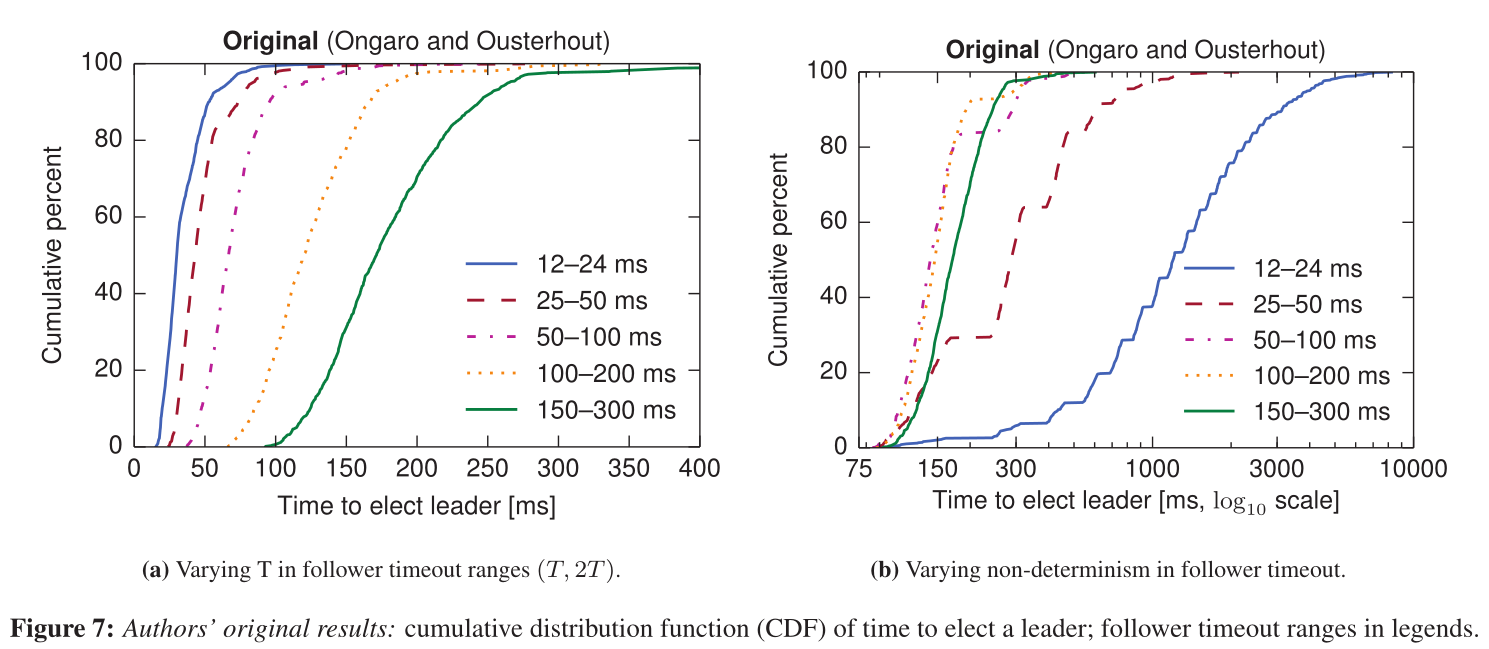 Original (Ongaro and Ousterhout)
100
80
60
40
20
0
Cumulative percent
12–24 ms
25–50 ms
50–100 ms
100–200 ms
150–300 ms
0 50 100 150 200 250 300 350 400
Time to elect leader [ms]
(a) Varying T in follower timeout ranges (T, 2T).
Original (Ongaro and Ousterhout)
100
80
60
40
20
0
Cumulative percent
12–24 ms
25–50 ms
50–100 ms
100–200 ms
150–300 ms
75 150 300 1000 3000 10000
Time to elect leader [ms, log₁₀ scale]
(b) Varying non-determinism in follower timeout.
Figure 7: Authors' original results: cumulative distribution function (CDF) of time to elect a leader; follower timeout ranges in legends.